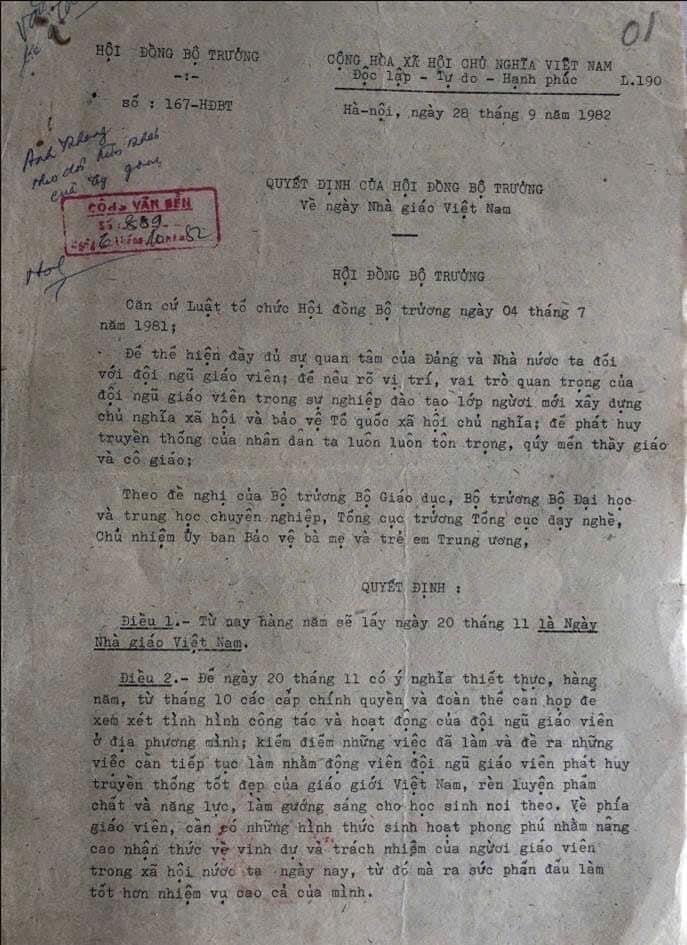 01
HỘI ĐỒNG BỘ TRƯỞNG
-:-
số : 167-HĐBT
CỘNG HÒA XÃ HỘI CHỦ NGHĨA VIỆT NAM
Độc lập - Tự do - Hạnh phúc L.190
Hà-nội, ngày 28 tháng 9 năm 1982
Anh Khang
theo dõi
CÔNG VĂN ĐẾN
Số: 889
QUYẾT ĐỊNH CỦA HỘI ĐỒNG BỘ TRƯỞNG
Về ngày Nhà giáo Việt Nam
HỘI ĐỒNG BỘ TRƯỞNG
Căn cứ Luật tổ chức Hội đồng Bộ trưởng ngày 04 tháng 7
năm 1981;
Để thể hiện đầy đủ sự quan tâm của Đảng và Nhà nước ta đối
với đội ngũ giáo viên; để nêu rõ vị trí, vai trò quan trọng của
đội ngũ giáo viên trong sự nghiệp đào tạo lớp người mới xây dựng
chủ nghĩa xã hội và bảo vệ Tổ quốc xã hội chủ nghĩa; để phát huy
truyền thống của nhân dân ta luôn luôn tôn trọng, qúy mến thầy giáo
và cô giáo;
Theo đề nghị của Bộ trưởng Bộ Giáo dục, Bộ trưởng Bộ Đại học
và trung học chuyên nghiệp, Tổng cục trưởng Tổng cục dạy nghề,
Chủ nhiệm Ủy ban Bảo vệ bà mẹ và trẻ em Trung ương,
QUYẾT ĐỊNH :
Điều 1.- Từ nay hàng năm sẽ lấy ngày 20 tháng 11 là Ngày
Nhà giáo Việt Nam.
Điều 2.- Để ngày 20 tháng 11 có ý nghĩa thiết thực, hàng
năm, từ tháng 10 các cấp chính quyền và đoàn thể cần họp để
xem xét tình hình công tác và hoạt động của đội ngũ giáo viên
ở địa phương mình; kiểm điểm những việc đã làm và đề ra những
việc cần tiếp tục làm nhằm động viên đội ngũ giáo viên phát huy
truyền thống tốt đẹp của giáo giới Việt Nam, rèn luyện phẩm
chất và năng lực, làm gướng sáng cho học sinh noi theo. Về phía
giáo viên, cần có những hình thức sinh hoạt phong phú nhằm nâng
cao nhận thức về vinh dự và trách nhiệm của người giáo viên
trong xã hội nước ta ngày nay, từ đó mà ra sức phấn đấu làm
tốt hơn nhiệm vụ cao cả của mình.